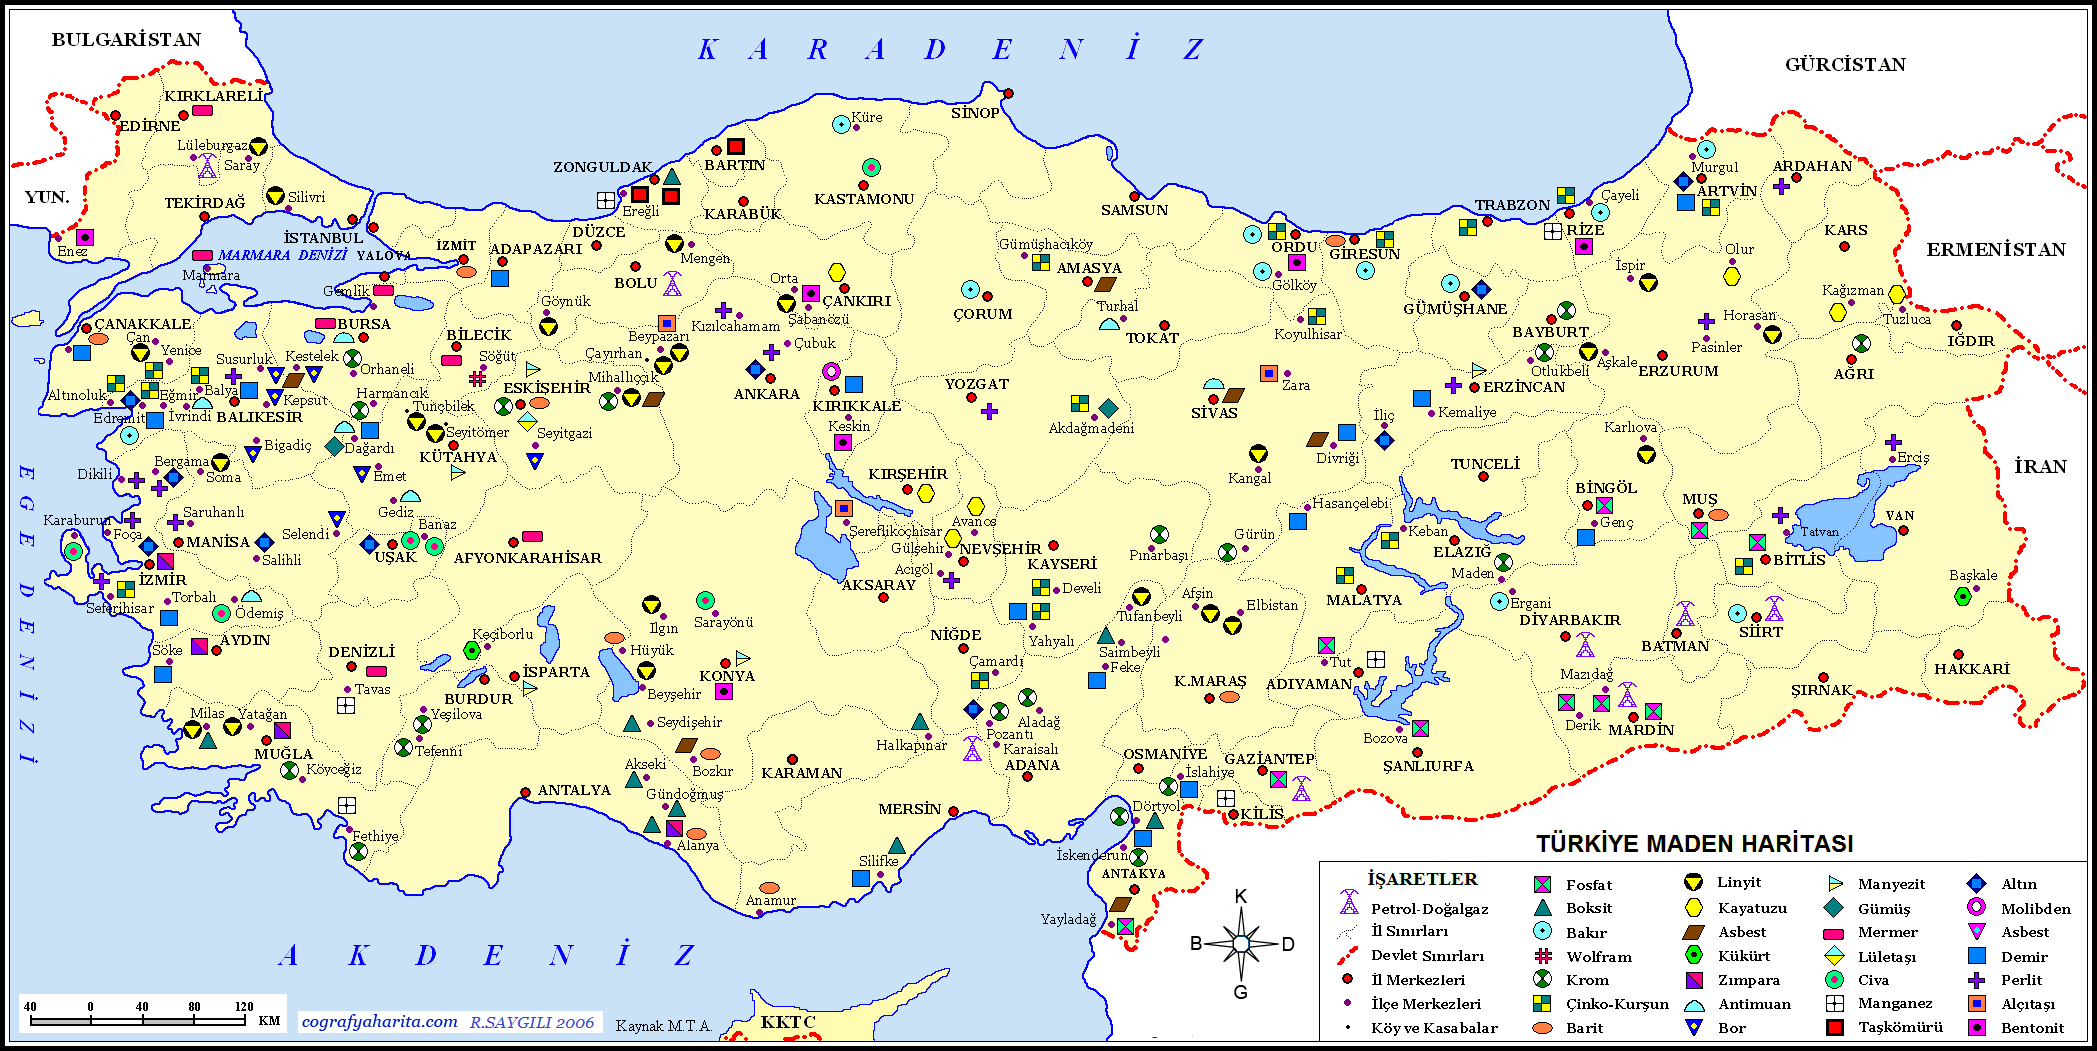 BULGARİSTAN
K A R A D E N İ Z
GÜRCİSTAN
KIRKLARELİ
EDİRNE
SİNOP
Küre
Lüleburgaz
Saray
ZONGULDAK
BARTIN
Murgul
ARDAHAN
YUN.
TEKİRDAĞ
Silivri
Ereğli
KARABÜK
KASTAMONU
SAMSUN
TRABZON
Çayeli
ARTVİN
Enez
İSTANBUL
MARMARA DENİZİ
YALOVA
İZMİT
ADAPAZARI
DÜZCE
Mengen
Gümüşhacıköy
AMASYA
ORDU
GİRESUN
RİZE
KARS
ERMENİSTAN
Marmara
Gemlik
BOLU
Orta
ÇANKIRI
Gölköy
Olur
İspir
Göynük
Kızılcahamam
Şabanözü
ÇORUM
Turhal
TOKAT
Koyulhisar
GÜMÜŞHANE
BAYBURT
Horasan
Kağızman
Tuzluca
IĞDIR
ÇANAKKALE
Çan
Yenice
BURSA
BİLECİK
Söğüt
Beypazarı
Çayırhan
Çubuk
Otlukbeli
Aşkale
Pasinler
ERZURUM
AĞRI
Susurluk
Kestelek
Orhaneli
ESKİŞEHİR
Mihallıççık
ANKARA
KIRIKKALE
YOZGAT
SİVAS
Zara
ERZİNCAN
Altınoluk
Eğmir
Balya
Kepsut
Harmancık
Tunçbilek
Edremit
İvrindi
BALIKESİR
Seyitömer
Seyitgazi
Keskin
Akdağmadeni
Kemaliye
İliç
Karlıova
Bigadiç
Dağardı
KÜTAHYA
Divriği
Erciş
İRAN
Dikili
Bergama
Soma
Emet
KIRŞEHİR
Kangal
TUNCELİ
BİNGÖL
MUŞ
VAN
Gediz
Hasançelebi
Karaburun
Saruhanlı
Selendi
Banaz
Şereflikoçhisar
Avanos
Genç
Tatvan
Foça
MANİSA
Salihli
UŞAK
AFYONKARAHİSAR
Gülşehir
NEVŞEHİR
Pınarbaşı
Gürün
Keban
ELAZIĞ
BİTLİS
İZMİR
Acıgöl
KAYSERİ
Maden
Başkale
Seferihisar
Torbalı
Ödemiş
AKSARAY
Develi
Afşin
Elbistan
MALATYA
Ergani
E G E D E N İ Z İ
AYDIN
Ilgın
Sarayönü
Yahyalı
Tufanbeyli
DİYARBAKIR
SİİRT
Söke
DENİZLİ
Keçiborlu
Hüyük
NİĞDE
Saimbeyli
BATMAN
Tavas
BURDUR
İSPARTA
KONYA
Çamardı
Feke
Tut
ADIYAMAN
Mazıdağ
HAKKARİ
Beyşehir
K.MARAŞ
ŞIRNAK
Milas
Yatağan
Yeşilova
Seydişehir
Aladağ
Derik
MARDİN
MUĞLA
Tefenni
Halkapınar
Pozantı
Karaisalı
Bozova
Köyceğiz
Akseki
Bozkır
KARAMAN
ADANA
OSMANİYE
İslahiye
GAZİANTEP
ŞANLIURFA
ANTALYA
Gündoğmuş
MERSİN
Dörtyol
KİLİS
Fethiye
Alanya
Silifke
İskenderun
ANTAKYA
Anamur
Yayladağ
A K D E N İ Z
KKTC
TÜRKİYE MADEN HARİTASI
İŞARETLER
Petrol-Doğalgaz
İl Sınırları
Devlet Sınırları
İl Merkezleri
İlçe Merkezleri
Köy ve Kasabalar
Fosfat
Boksit
Bakır
Wolfram
Krom
Çinko-Kurşun
Barit
Linyit
Kayatuzu
Asbest
Kükürt
Zımpara
Antimuan
Bor
Manyezit
Gümüş
Mermer
Lületaşı
Civa
Manganez
Taşkömürü
Altın
Molibden
Asbest
Demir
Perlit
Alçıtaşı
Bentonit
K
B D
G
40 0 40 80 120
KM
cografyaharita.com R.SAYGILI 2006
Kaynak M.T.A.